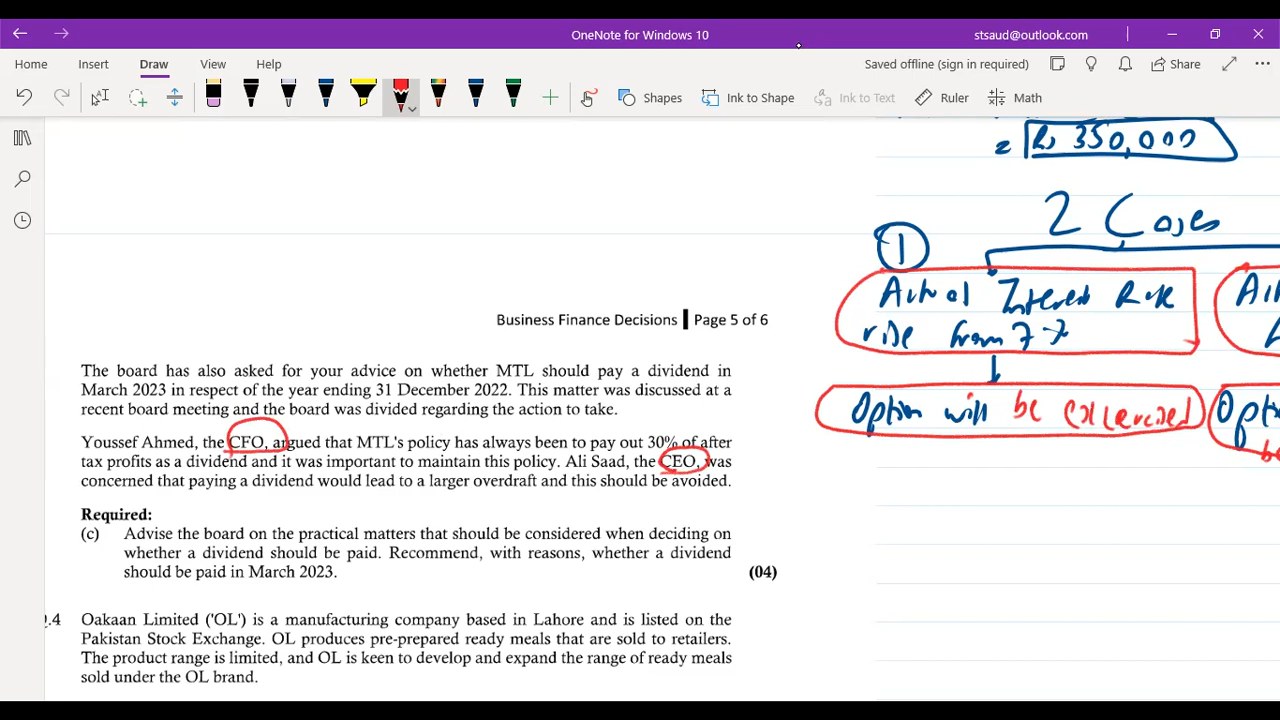 OneNote for Windows 10
stsaud@outlook.com
Home Insert Draw View Help
Saved offline (sign in required)
Share
Shapes
Ink to Shape
Ink to Text
Ruler
Math
= Rs 350,000
2 Cases
1
Actual Interest Rate
rise from 7%
Option will be excercised
Business Finance Decisions | Page 5 of 6
The board has also asked for your advice on whether MTL should pay a dividend in
March 2023 in respect of the year ending 31 December 2022. This matter was discussed at a
recent board meeting and the board was divided regarding the action to take.
Youssef Ahmed, the CFO, argued that MTL's policy has always been to pay out 30% of after
tax profits as a dividend and it was important to maintain this policy. Ali Saad, the CEO, was
concerned that paying a dividend would lead to a larger overdraft and this should be avoided.
Required:
(c) Advise the board on the practical matters that should be considered when deciding on
whether a dividend should be paid. Recommend, with reasons, whether a dividend
should be paid in March 2023. (04)
.4 Oakaan Limited ('OL') is a manufacturing company based in Lahore and is listed on the
Pakistan Stock Exchange. OL produces pre-prepared ready meals that are sold to retailers.
The product range is limited, and OL is keen to develop and expand the range of ready meals
sold under the OL brand.